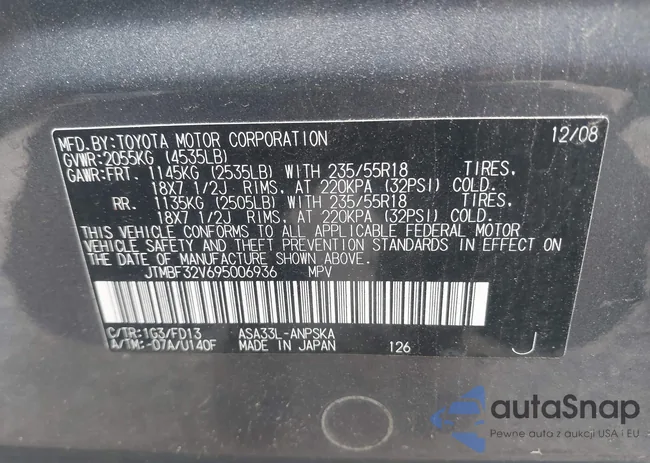 MFD.BY:TOYOTA MOTOR CORPORATION 12/08
GVWR:2055KG (4535LB)
GAWR:FRT. 1145KG (2535LB) WITH 235/55R18 TIRES,
18X7 1/2J RIMS, AT 220KPA (32PSI) COLD.
RR. 1135KG (2505LB) WITH 235/55R18 TIRES,
18X7 1/2J RIMS, AT 220KPA (32PSI) COLD.
THIS VEHICLE CONFORMS TO ALL APPLICABLE FEDERAL MOTOR
VEHICLE SAFETY AND THEFT PREVENTION STANDARDS IN EFFECT ON
THE DATE OF MANUFACTURE SHOWN ABOVE.
JTMBF32V695006936 MPV
C/TR:1G3/FD13 ASA33L-ANPSKA
A/TM:-07A/U140F MADE IN JAPAN 126 J
autaSnap
Pewne auta z aukcji USA i EU